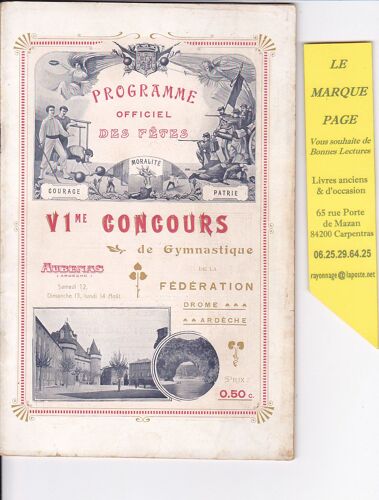 PROGRAMME
OFFICIEL
DES FÊTES
MORALITÉ
COURAGE
PATRIE
VIME CONCOURS
de Gymnastique
AUBENAS
(ARDÈCHE)
Samedi 12,
Dimanche 13, lundi 14 Août
DE LA
FÉDÉRATION
DROME
ARDÈCHE
PRIX:
0.50 c.
LE
MARQUE
PAGE
Vous souhaite de
Bonnes Lectures
Livres anciens
& d'occasion
65 rue Porte
de Mazan
84200 Carpentras
06.25.29.64.25
rayonnage@laposte.net